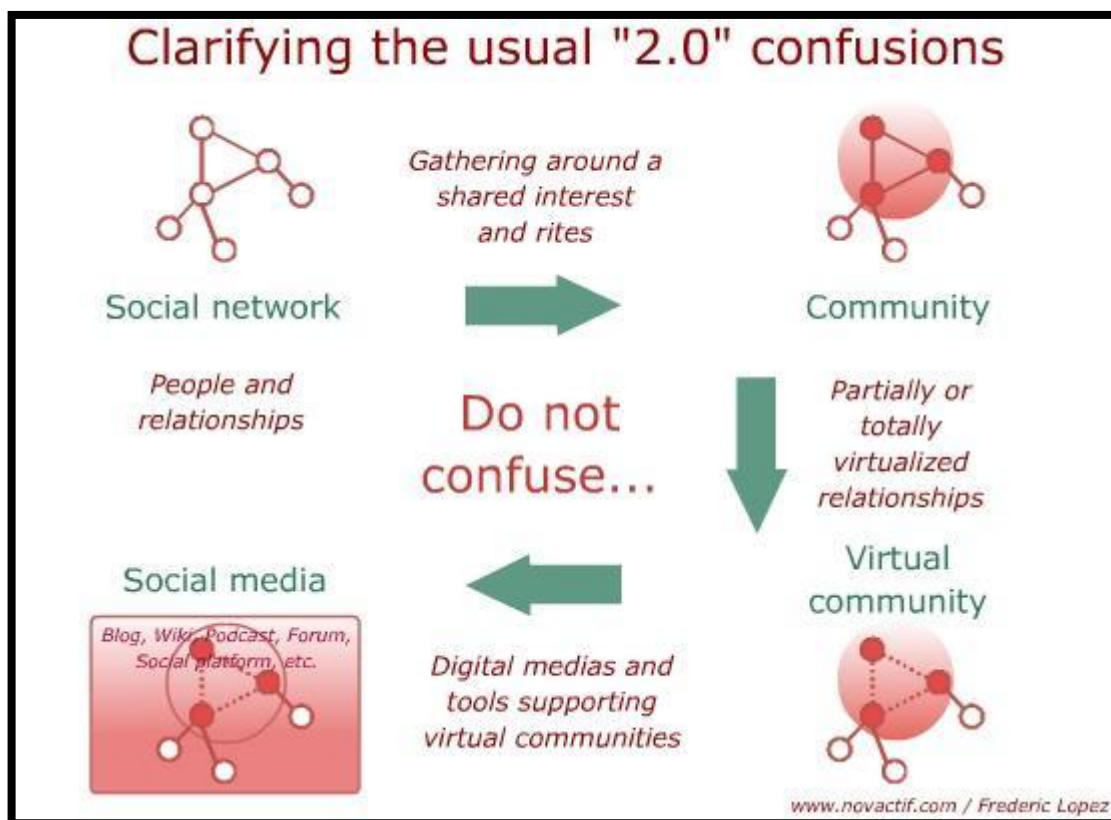 Clarifying the usual "2.0" confusions
Gathering around a
shared interest
and rites
Social network
Community
People and
relationships
Do not
confuse...
Partially or
totally
virtualized
relationships
Social media
Virtual
community
Blog, Wiki, Podcast, Forum,
Social platform, etc.
Digital medias and
tools supporting
virtual communities
www.novactif.com / Frederic Lopez